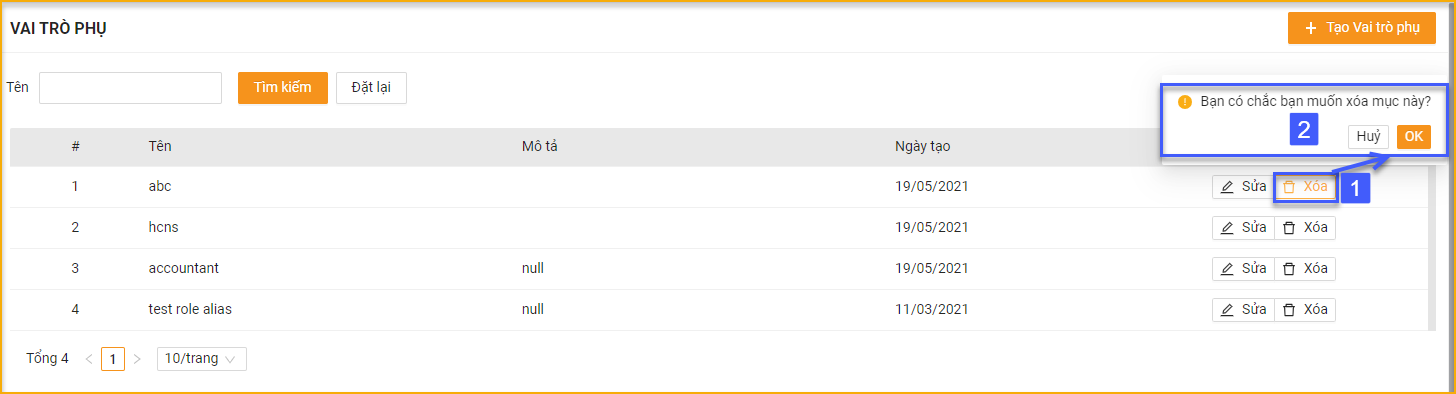 VAI TRÒ PHỤ
+ Tạo Vai trò phụ
Tên Tìm kiếm Đặt lại
Bạn có chắc bạn muốn xóa mục này?
2 Huỷ OK
# Tên Mô tả Ngày tạo
1 abc 19/05/2021 Sửa Xóa 1
2 hcns 19/05/2021 Sửa Xóa
3 accountant null 19/05/2021 Sửa Xóa
4 test role alias null 11/03/2021 Sửa Xóa
Tổng 4 < 1 > 10/trang